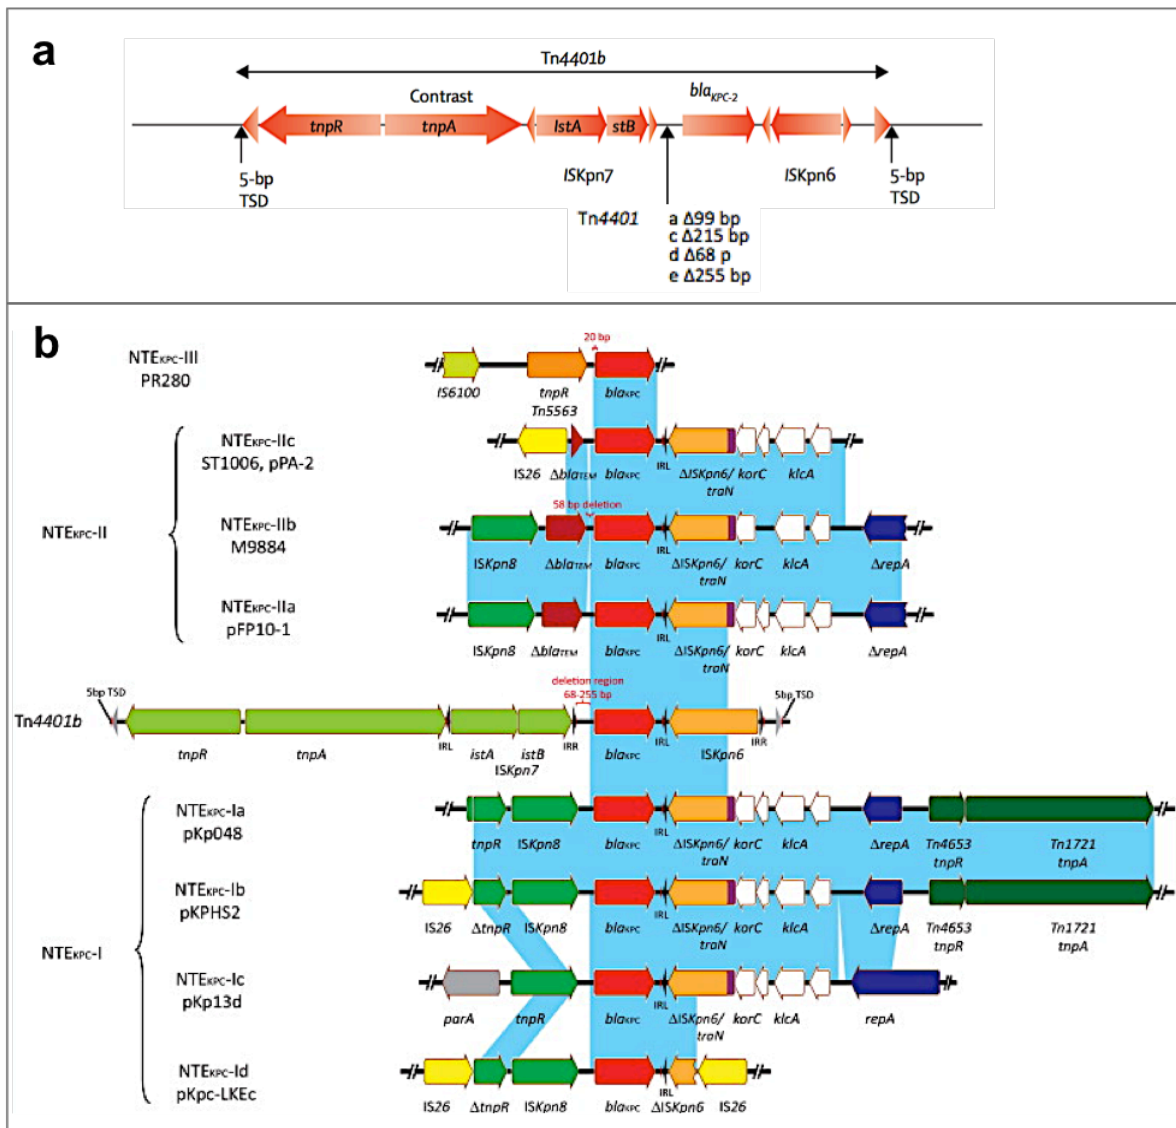 a
Tn4401b
Contrast
blaKPC-2
tnpR tnpA IstA stB
5-bp
TSD
ISKpn7
ISKpn6
5-bp
TSD
Tn4401
a Δ99 bp
c Δ215 bp
d Δ68 p
e Δ255 bp
b
20 bp
NTEKPC-III
PR280
IS6100 tnpR blaKPC
Tn5563
NTEKPC-IIc
ST1006, pPA-2
IS26 ΔblaTEM blaKPC IRL ΔISKpn6/ korC klcA
traN
NTEKPC-II
58 bp deletion
NTEKPC-IIb
M9884
ISKpn8 ΔblaTEM blaKPC IRL ΔISKpn6/ korC klcA ΔrepA
traN
NTEKPC-IIa
pFP10-1
ISKpn8 ΔblaTEM blaKPC IRL ΔISKpn6/ korC klcA ΔrepA
traN
deletion region
68-255 bp
5bp TSD
5bp TSD
Tn4401b
tnpR tnpA IRL istA istB IRR blaKPC IRL ISKpn6 IRR
ISKpn7
NTEKPC-Ia
pKp048
tnpR ISKpn8 blaKPC IRL ΔISKpn6/ korC klcA ΔrepA Tn4653 Tn1721
traN tnpR tnpA
NTEKPC-Ib
pKPHS2
IS26 ΔtnpR ISKpn8 blaKPC IRL ΔISKpn6/ korC klcA ΔrepA Tn4653 Tn1721
traN tnpR tnpA
NTEKPC-I
NTEKPC-Ic
pKp13d
parA tnpR blaKPC IRL ΔISKpn6/ korC klcA repA
traN
NTEKPC-Id
pKpc-LKEc
IS26 ΔtnpR ISKpn8 blaKPC IRL ΔISKpn6 IS26